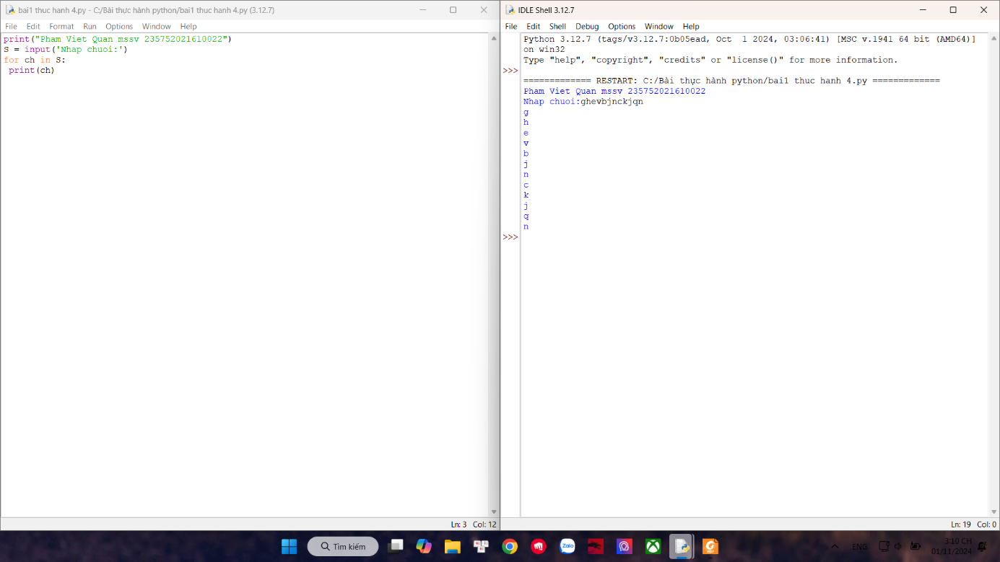 bai1 thuc hanh 4.py - C:/Bài thực hành python/bai1 thuc hanh 4.py (3.12.7)
File Edit Format Run Options Window Help
print("Pham Viet Quan mssv 235752021610022")
S = input('Nhap chuoi:')
for ch in S:
 print(ch)
Ln: 3 Col: 12
IDLE Shell 3.12.7
File Edit Shell Debug Options Window Help
Python 3.12.7 (tags/v3.12.7:0b05ead, Oct  1 2024, 03:06:41) [MSC v.1941 64 bit (AMD64)]
on win32
Type "help", "copyright", "credits" or "license()" for more information.
>>>
============= RESTART: C:/Bài thực hành python/bai1 thuc hanh 4.py =============
Pham Viet Quan mssv 235752021610022
Nhap chuoi:ghevbjnckjqn
g
h
e
v
b
j
n
c
k
j
q
n
>>>
Ln: 19 Col: 0
Tìm kiếm
Zalo
ENG
3:10 CH
01/11/2024